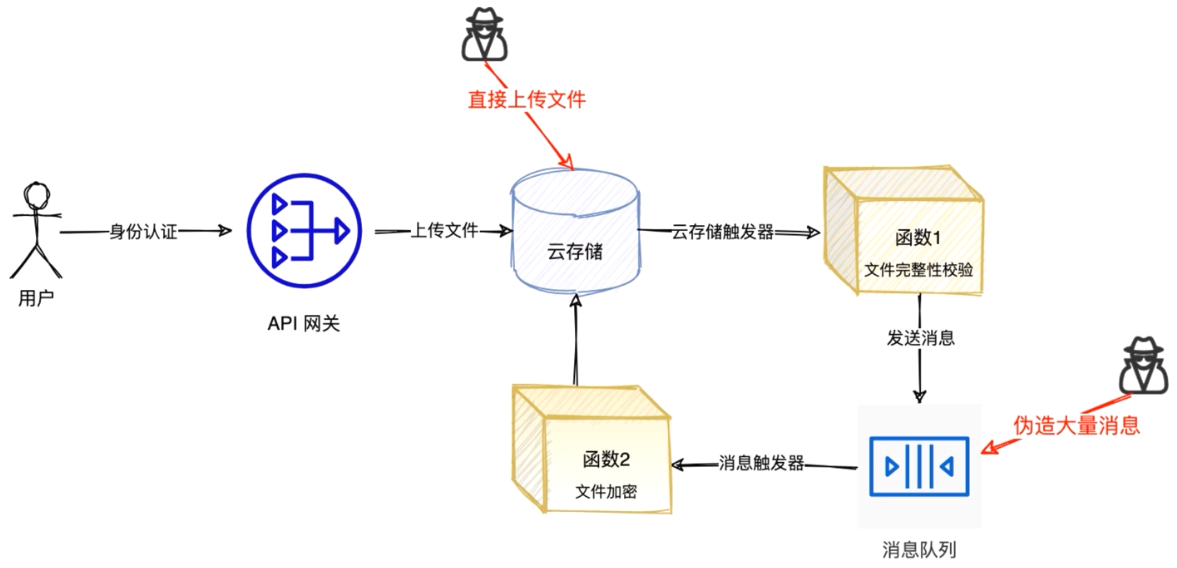 直接上传文件
身份认证
上传文件
云存储
云存储触发器
函数1
文件完整性校验
用户
API 网关
发送消息
伪造大量消息
函数2
文件加密
消息触发器
消息队列